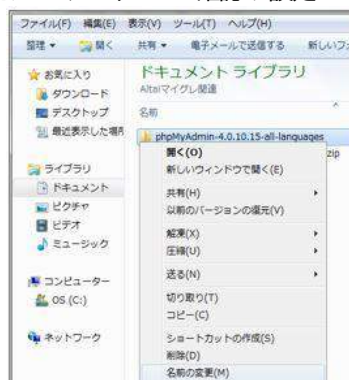 ファイル(F) 編集(E) 表示(V) ツール(T) ヘルプ(H)
整理 ▼ 開く 共有 ▼ 電子メールで送信する 新しいフ
お気に入り
ダウンロード
デスクトップ
最近表示した場所
ライブラリ
ドキュメント
ピクチャ
ビデオ
ミュージック
コンピューター
OS (C:)
ネットワーク
ドキュメント ライブラリ
Altaiマイグレ関連
名前
phpMyAdmin-4.0.10.15-all-languages
zip
開く(O)
新しいウィンドウで開く(E)
共有(H)
以前のバージョンの復元(V)
解凍(X)
圧縮(U)
送る(N)
切り取り(T)
コピー(C)
ショートカットの作成(S)
削除(D)
名前の変更(M)